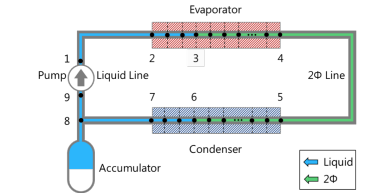 Evaporator
1
2
3
4
Pump
Liquid Line
2Φ Line
9
7
6
5
8
Condenser
Accumulator
Liquid
2Φ